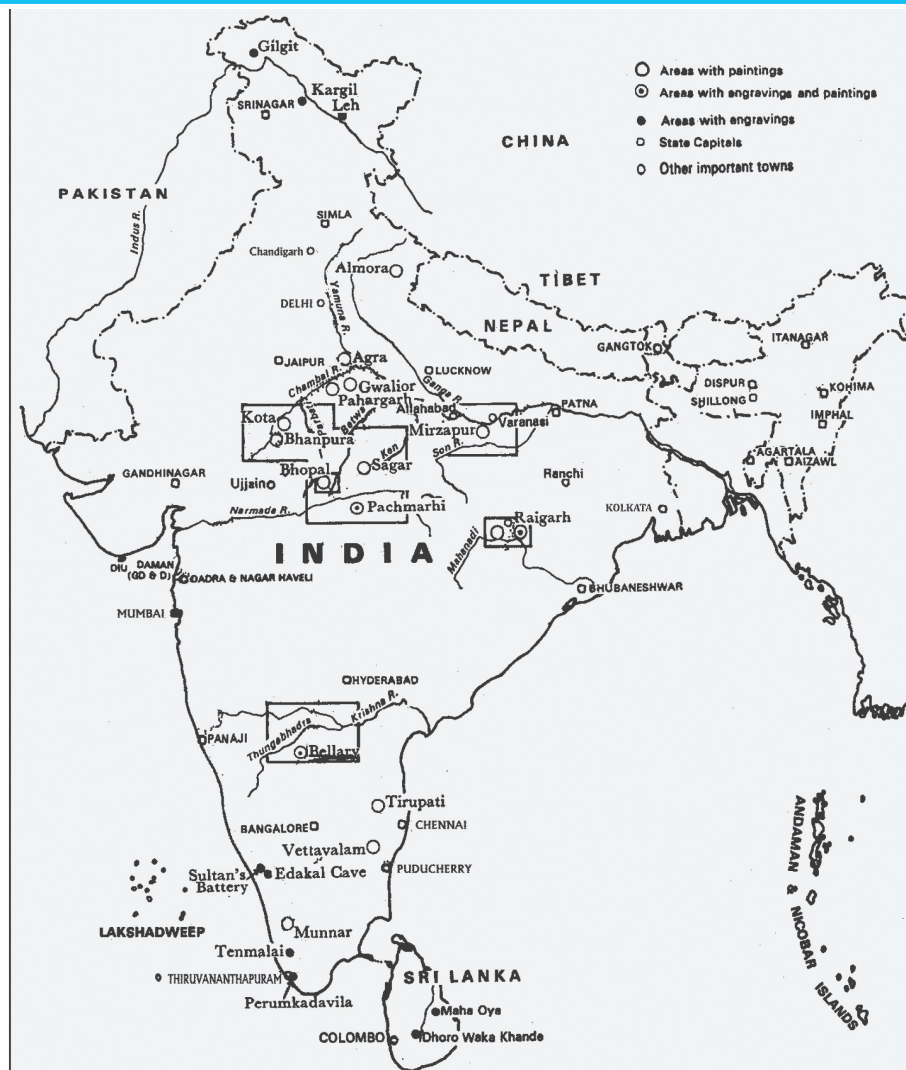 Gilgit
Kargil
Leh
SRINAGAR
Areas with paintings
Areas with engravings and paintings
Areas with engravings
State Capitals
Other important towns
CHINA
PAKISTAN
Indus R.
SIMLA
Chandigarh
Almora
TIBET
DELHI
Yamuna R.
NEPAL
GANGTOK
ITANAGAR
JAIPUR
Agra
Chambal R.
Gwalior
Pahargarh
Ganga R.
LUCKNOW
DISPUR
SHILLONG
KOHIMA
IMPHAL
Allahabad
PATNA
Varanasi
Mirzapur
Kota
Bhanpura
Betwa
Ken
Son R.
Sagar
Bhopal
AGARTALA
AIZAWL
GANDHINAGAR
Ujjain
Ranchi
KOLKATA
Narmada R.
Pachmarhi
Raigarh
INDIA
Mahanadi
DIU
DAMAN
(GD & D)
DADRA & NAGAR HAVELI
BHUBANESHWAR
MUMBAI
HYDERABAD
Krishna R.
Thungabhadra
PANAJI
Bellary
Tirupati
BANGALORE
CHENNAI
Vettavalam
PUDUCHERRY
Sultan's
Battery
Edakal Cave
LAKSHADWEEP
Munnar
Tenmalai
THIRUVANANTHAPURAM
Perumkadavila
SRI LANKA
Maha Oya
Dhoro Waka Khande
COLOMBO
ANDAMAN & NICOBAR ISLANDS